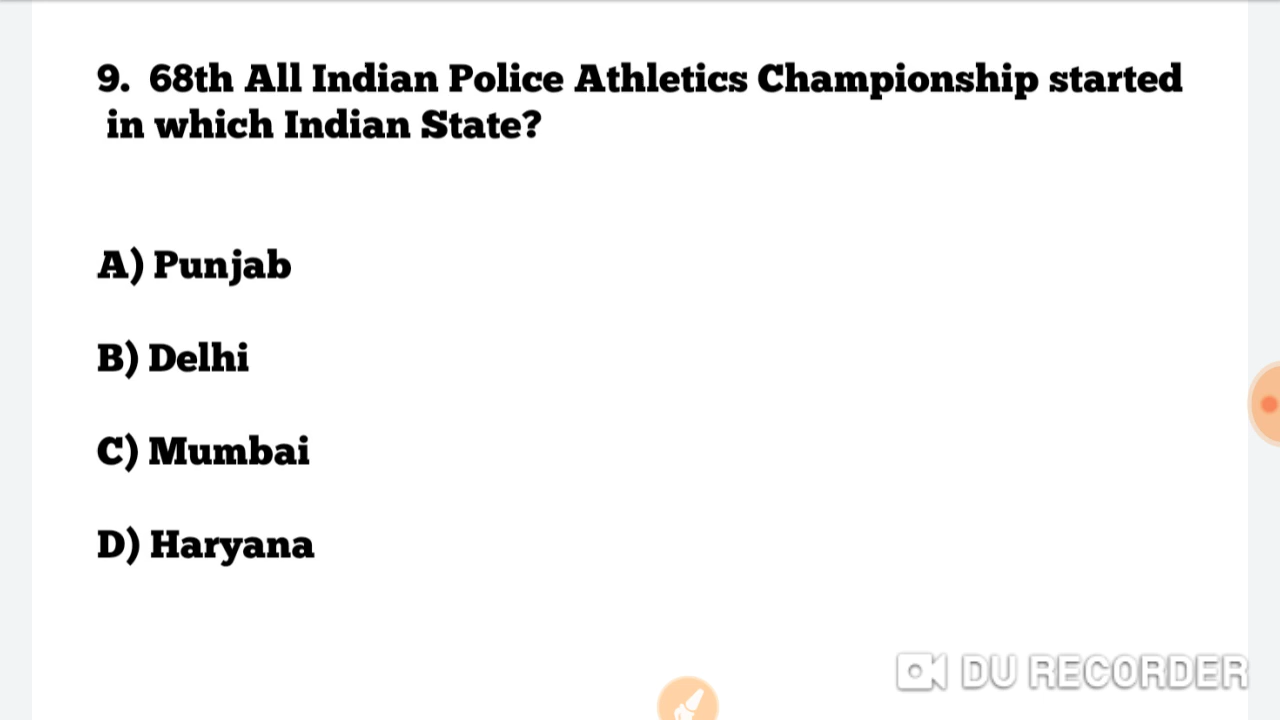 9. 68th All Indian Police Athletics Championship started
in which Indian State?
A) Punjab
B) Delhi
C) Mumbai
D) Haryana
DU RECORDER